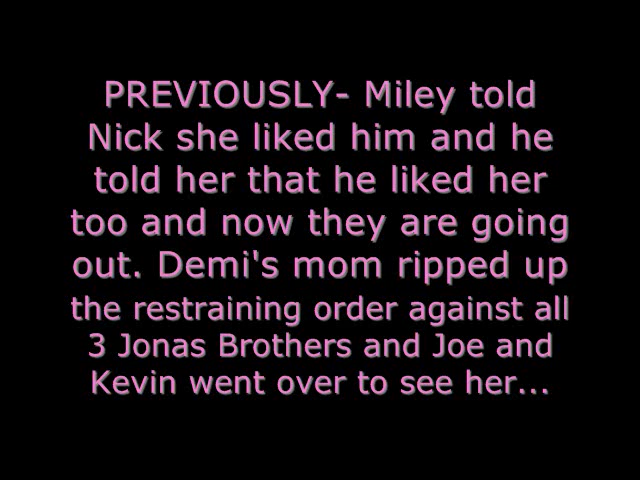 PREVIOUSLY- Miley told
Nick she liked him and he
told her that he liked her
too and now they are going
out. Demi's mom ripped up
the restraining order against all
3 Jonas Brothers and Joe and
Kevin went over to see her...